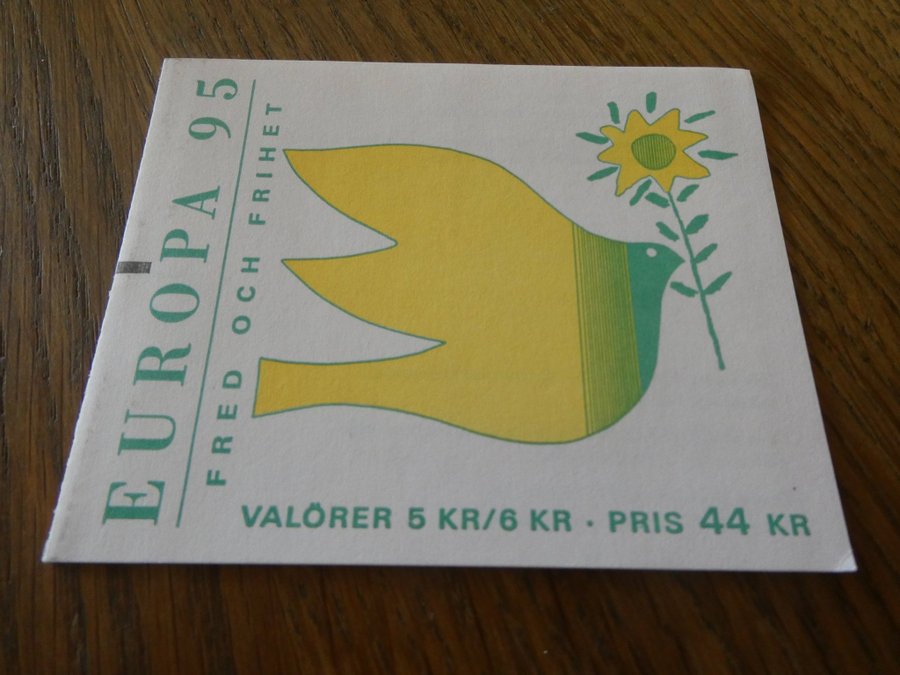 EUROPA 95
FRED OCH FRIHET
VALÖRER 5 KR/6 KR · PRIS 44 KR